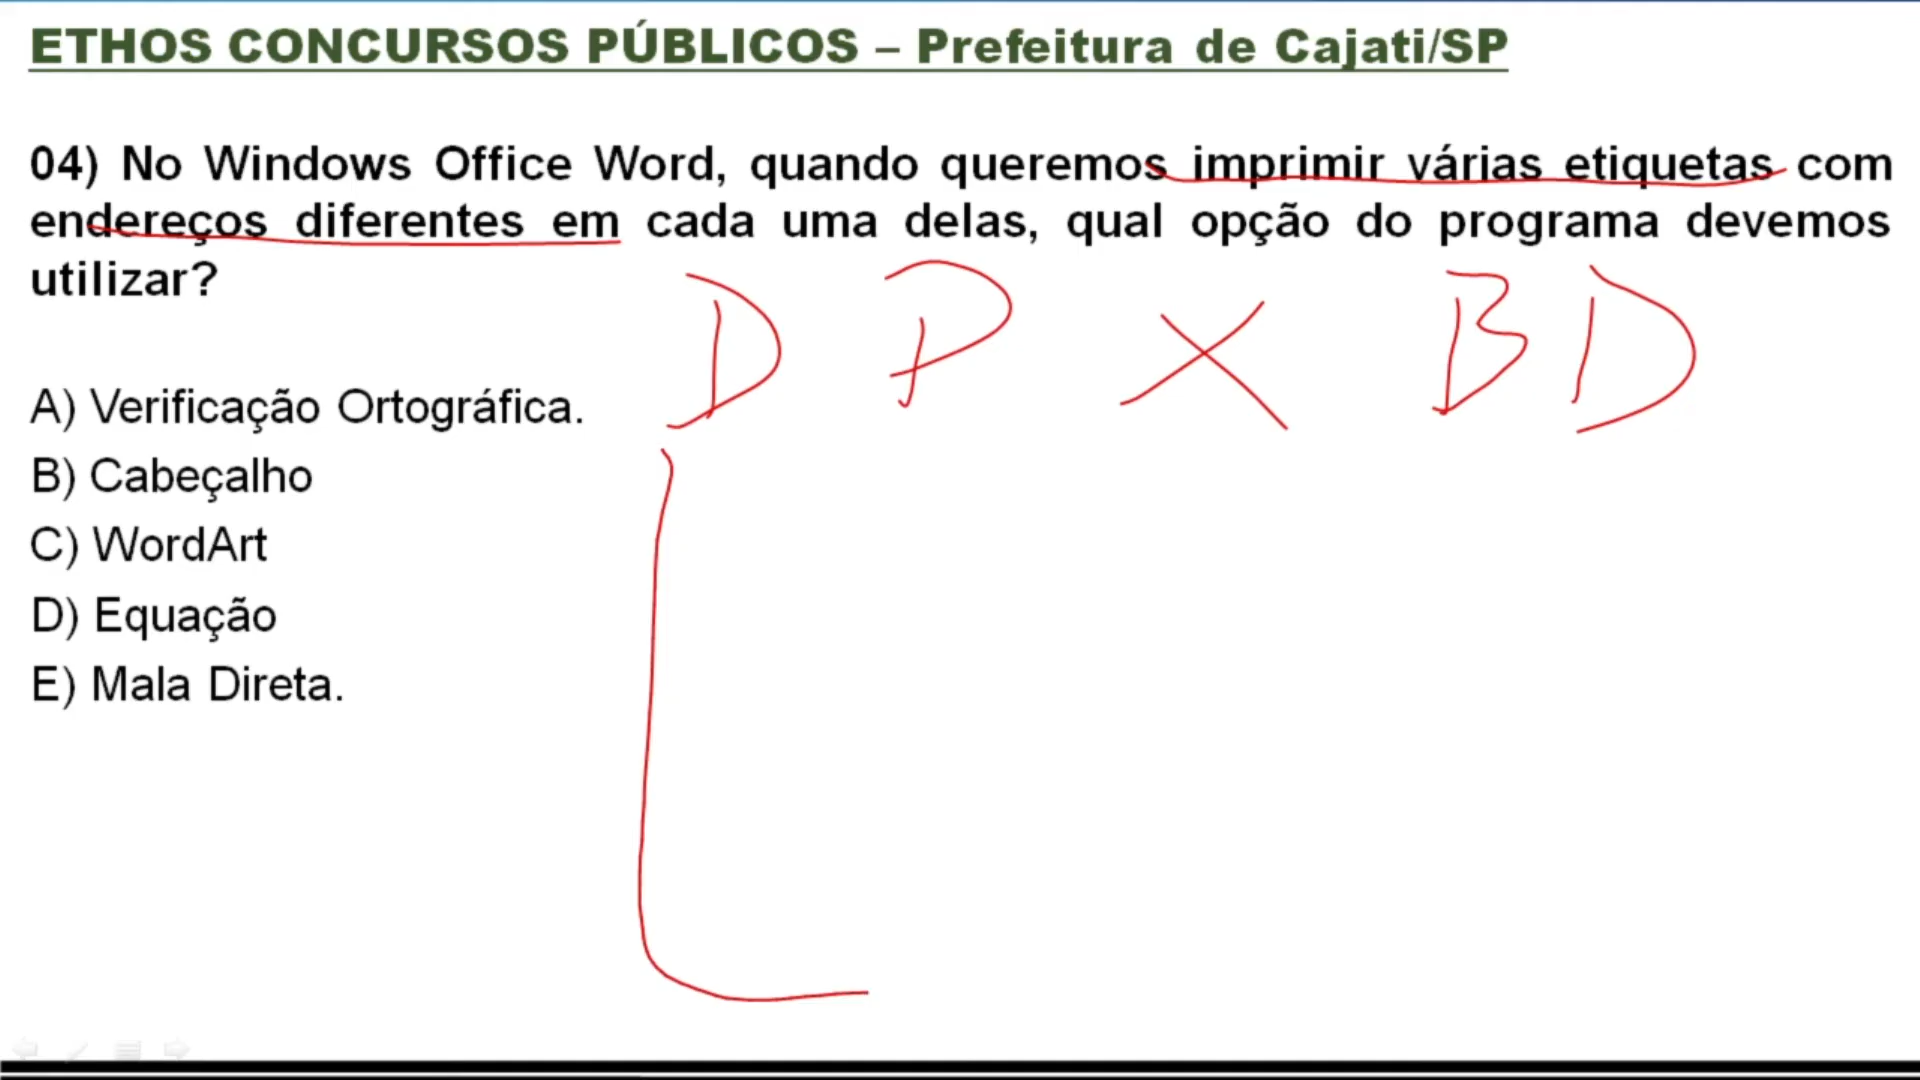 ETHOS CONCURSOS PÚBLICOS – Prefeitura de Cajati/SP
04) No Windows Office Word, quando queremos imprimir várias etiquetas com
endereços diferentes em cada uma delas, qual opção do programa devemos
utilizar?
D P X B D
A) Verificação Ortográfica.
B) Cabeçalho
C) WordArt
D) Equação
E) Mala Direta.